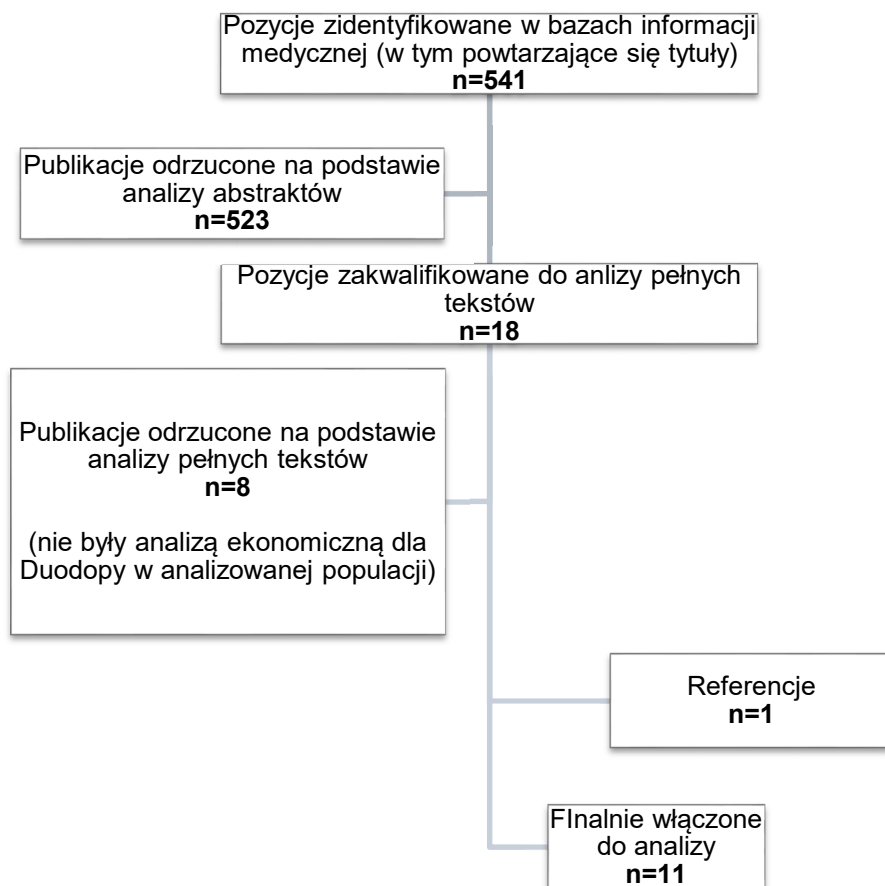 Pozycje zidentyfikowane w bazach informacji
medycznej (w tym powtarzające się tytuły)
n=541
Publikacje odrzucone na podstawie
analizy abstraktów
n=523
Pozycje zakwalifikowane do anlizy pełnych
tekstów
n=18
Publikacje odrzucone na podstawie
analizy pełnych tekstów
n=8
(nie były analizą ekonomiczną dla
Duodopy w analizowanej populacji)
Referencje
n=1
FInalnie włączone
do analizy
n=11